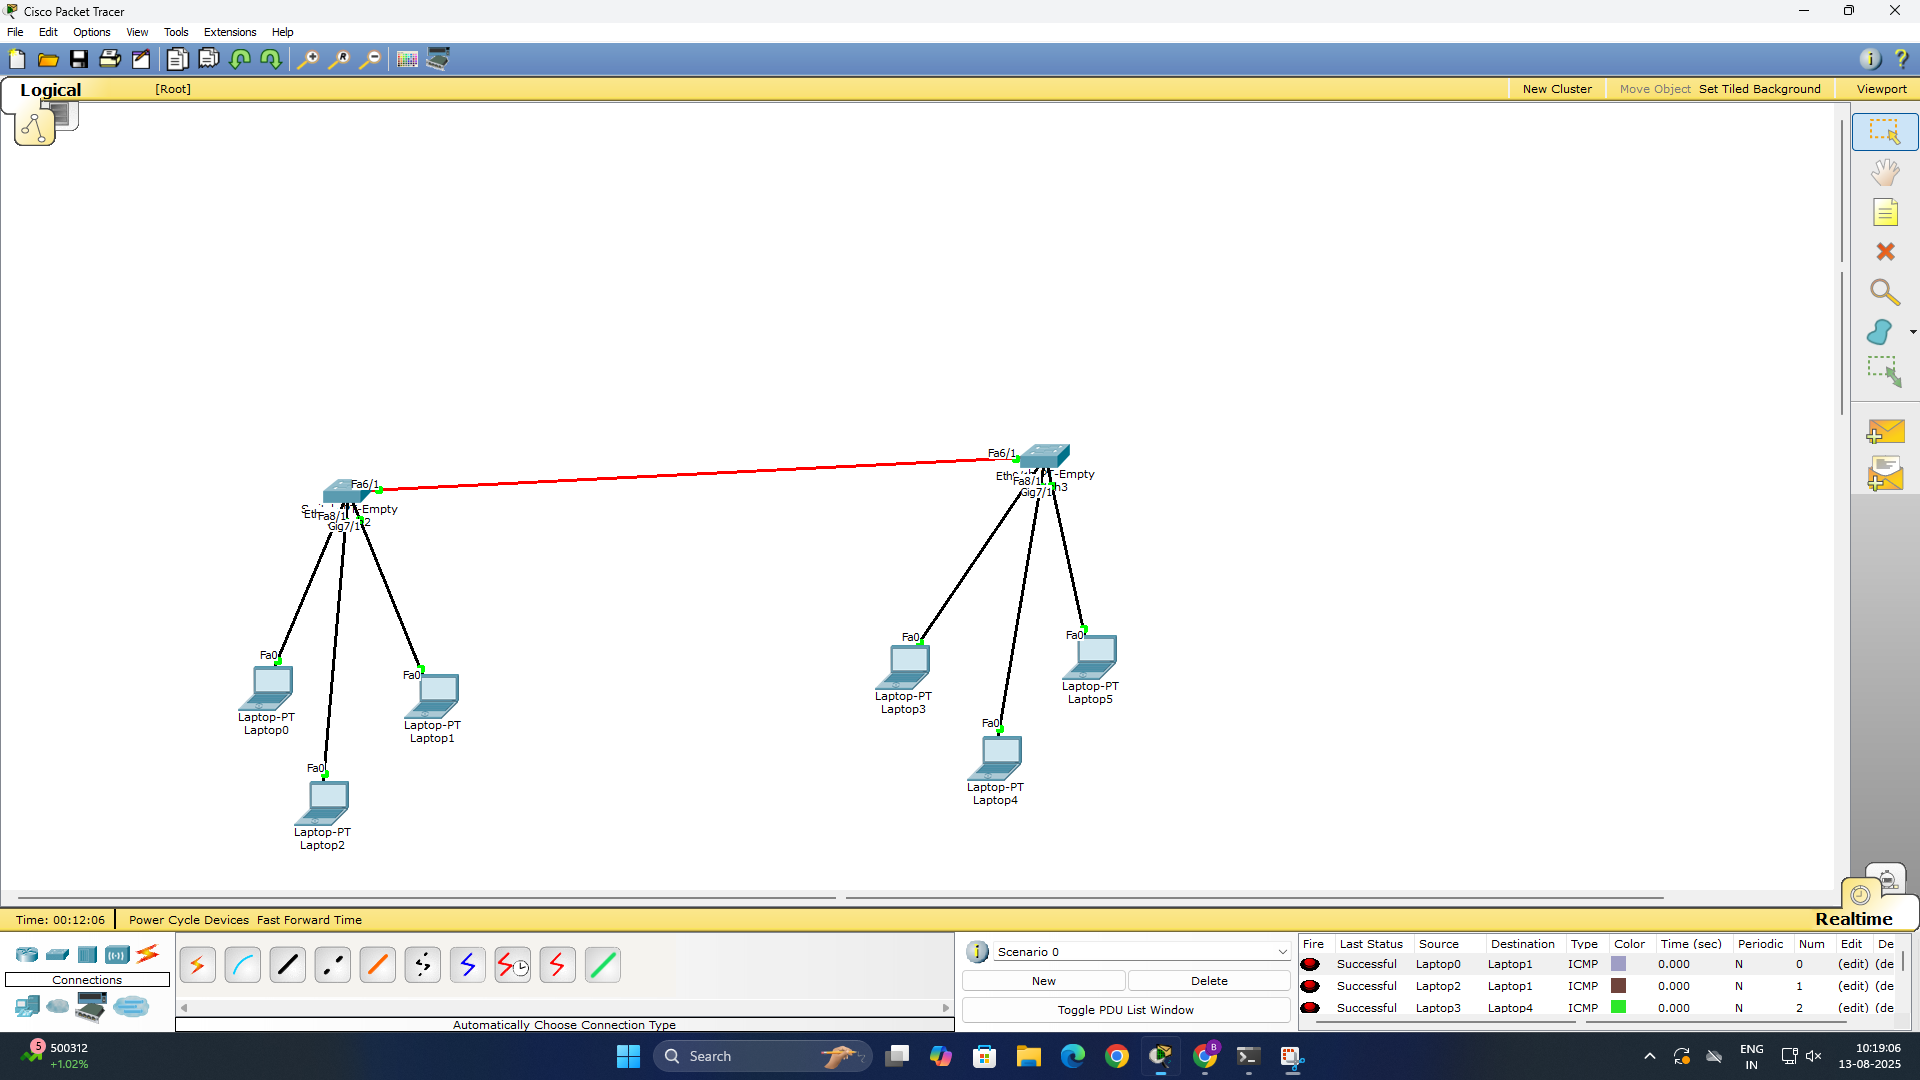 Cisco Packet Tracer
File Edit Options View Tools Extensions Help
Logical [Root] New Cluster Move Object Set Tiled Background Viewport
Fa6/1
Fa6/1
-Empty
Fa8/1
Gig7/1
-Empty
Eth
Fa8/1
Gig7/1
Fa0
Fa0
Fa0
Fa0
Fa0
Fa0
Laptop-PT
Laptop0
Laptop-PT
Laptop1
Laptop-PT
Laptop2
Laptop-PT
Laptop3
Laptop-PT
Laptop4
Laptop-PT
Laptop5
Time: 00:12:06 Power Cycle Devices Fast Forward Time Realtime
Connections
Automatically Choose Connection Type
Scenario 0
New Delete
Toggle PDU List Window
Fire Last Status Source Destination Type Color Time (sec) Periodic Num Edit De
Successful Laptop0 Laptop1 ICMP 0.000 N 0 (edit) (de
Successful Laptop2 Laptop1 ICMP 0.000 N 1 (edit) (de
Successful Laptop3 Laptop4 ICMP 0.000 N 2 (edit) (de
5 500312
+1.02%
Search
B
ENG
IN
10:19:06
13-08-2025